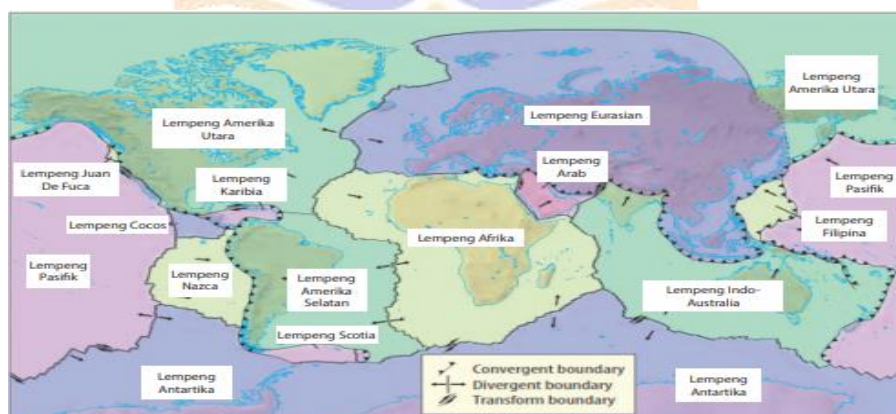 Lempeng
Amerika Utara
Lempeng Amerika
Utara
Lempeng Eurasian
Lempeng
Arab
Lempeng Juan
De Fuca
Lempeng
Karibia
Lempeng
Pasifik
Lempeng Cocos
Lempeng
Filipina
Lempeng Afrika
Lempeng
Pasifik
Lempeng
Nazca
Lempeng
Amerika
Selatan
Lempeng Indo-
Australia
Lempeng Scotia
Lempeng
Antartika
Convergent boundary
Divergent boundary
Transform boundary
Lempeng
Antartika